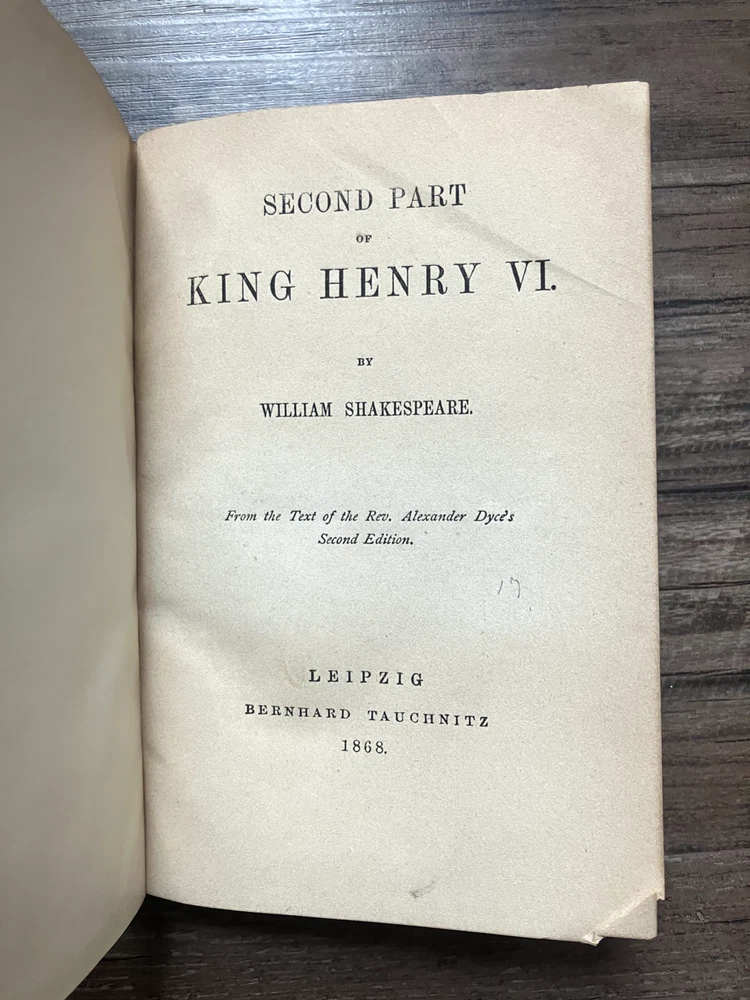 SECOND PART
OF
KING HENRY VI.
BY
WILLIAM SHAKESPEARE.
From the Text of the Rev. Alexander Dyce's
Second Edition.
17
LEIPZIG
BERNHARD TAUCHNITZ
1868.